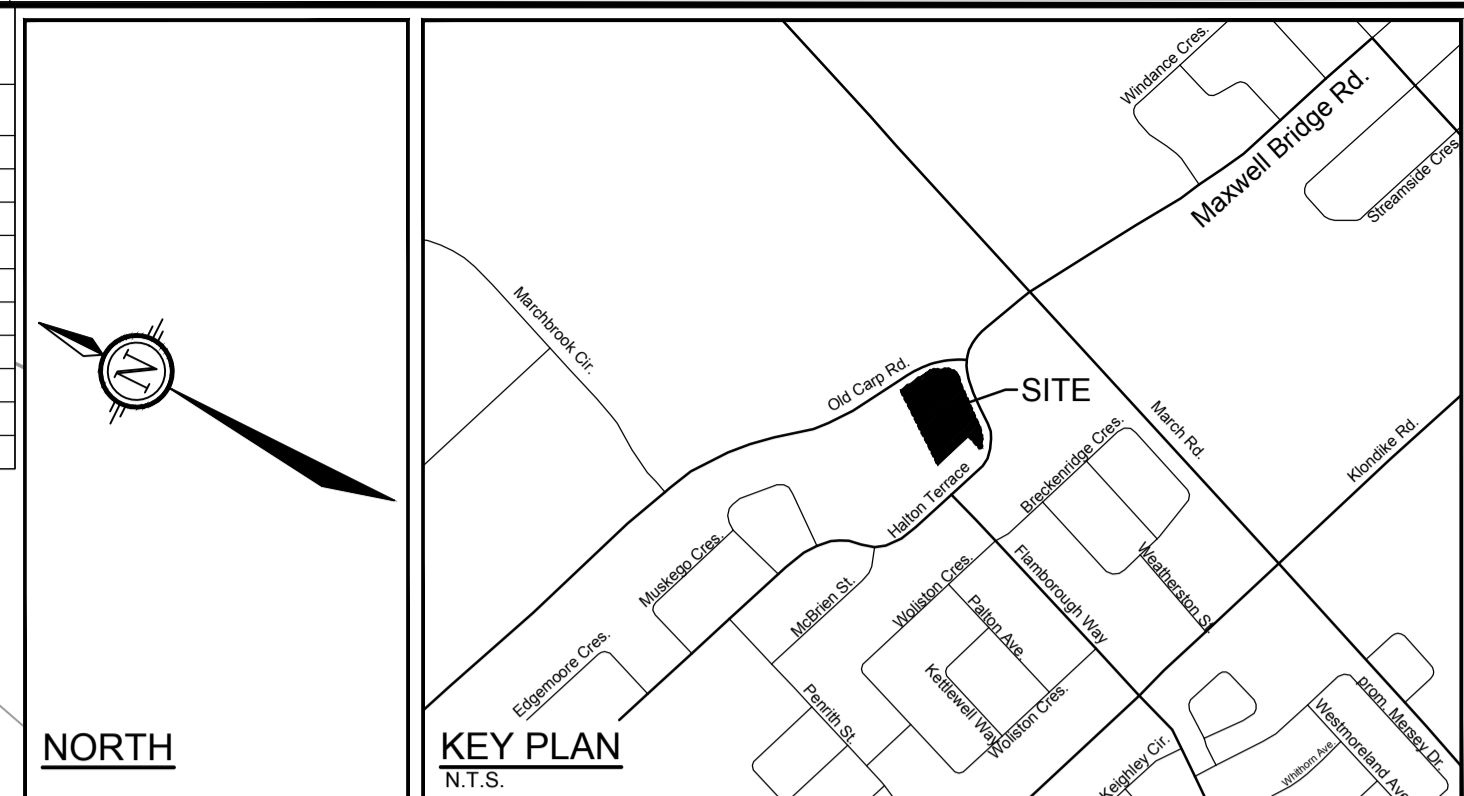 N
NORTH
Windance Cres.
Maxwell Bridge Rd.
Streamside Cres.
Marchbrook Cir.
Old Carp Rd.
SITE
March Rd.
Klondike Rd.
Breckenridge Cres.
Halton Terrace
Muskego Cres.
McBrien St.
Woliston Cres.
Flamborough Way
Weatherston S
Palton Ave.
Edgemoore Cres.
Penrith St.
Kettlewell Way
Woliston Cres.
prom. Mersey Dr.
Westmoreland Ave
Whithorn Ave.
Keighley Cir.
KEY PLAN
N.T.S.